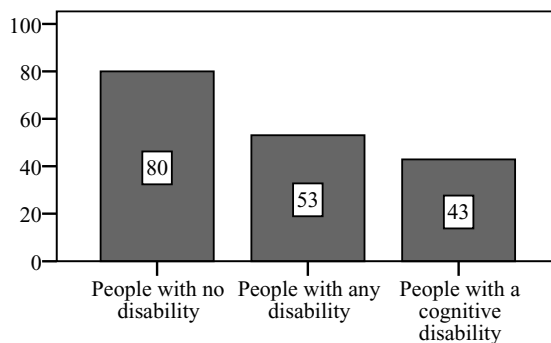 100
80
60
40
20
0
80
53
43
People with no
disability
People with any
disability
People with a
cognitive
disability